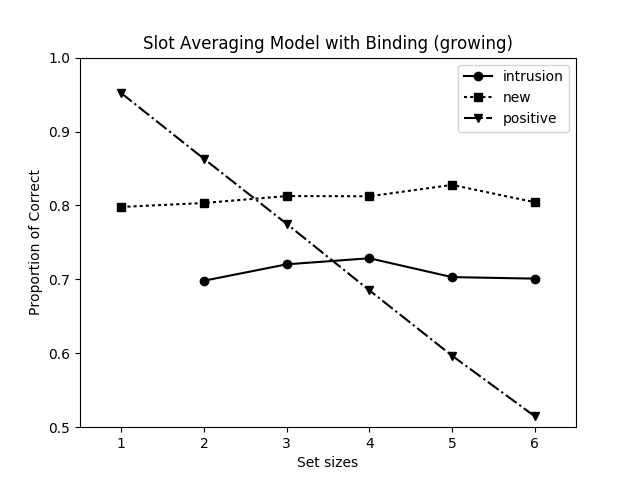 Slot Averaging Model with Binding (growing)
1.0
0.9
0.8
0.7
0.6
0.5
Proportion of Correct
intrusion
new
positive
1 2 3 4 5 6
Set sizes